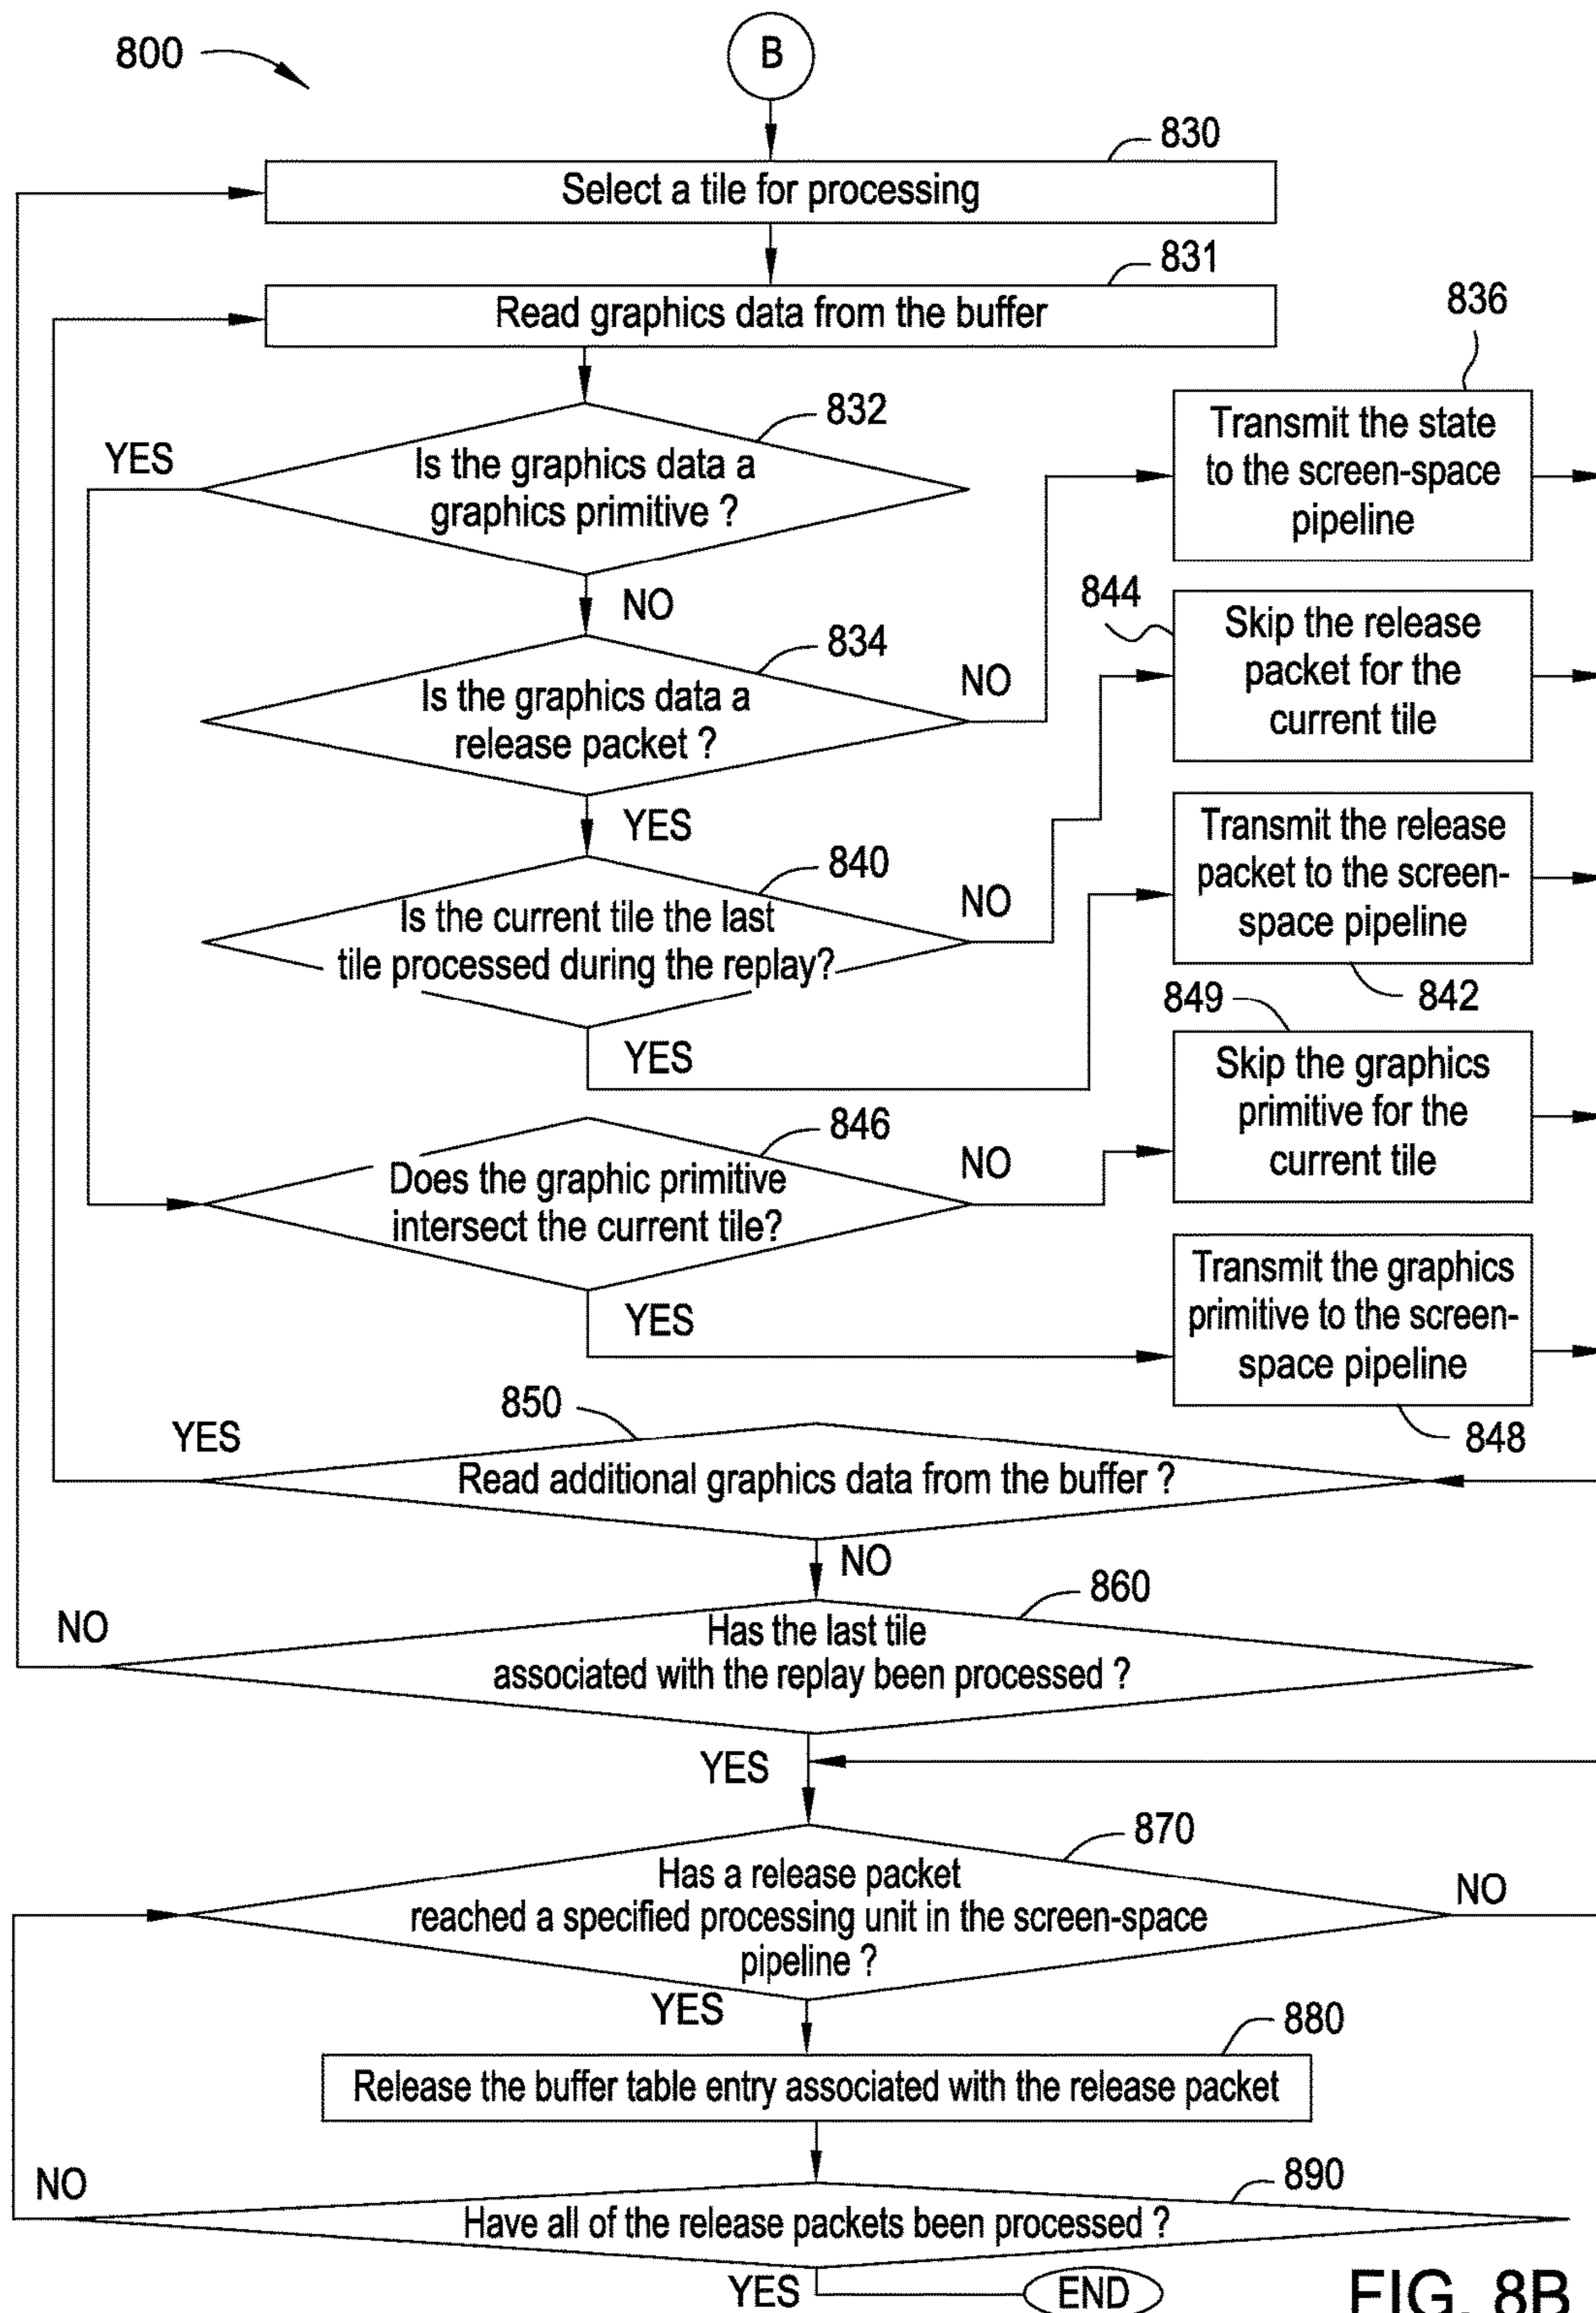 800
B
830
Select a tile for processing
831
Read graphics data from the buffer
836
832
Transmit the state
to the screen-space
pipeline
YES
Is the graphics data a
graphics primitive ?
NO
844
Skip the release
packet for the
current tile
834
NO
Is the graphics data a
release packet ?
YES
Transmit the release
packet to the screen-
space pipeline
840
NO
Is the current tile the last
tile processed during the replay?
842
849
YES
Skip the graphics
primitive for the
current tile
846
NO
Does the graphic primitive
intersect the current tile?
Transmit the graphics
primitive to the screen-
space pipeline
YES
850
848
YES
Read additional graphics data from the buffer ?
NO
860
NO
Has the last tile
associated with the replay been processed ?
YES
870
Has a release packet
reached a specified processing unit in the screen-space
pipeline ?
NO
YES
880
Release the buffer table entry associated with the release packet
890
NO
Have all of the release packets been processed ?
YES
END
FIG. 8B